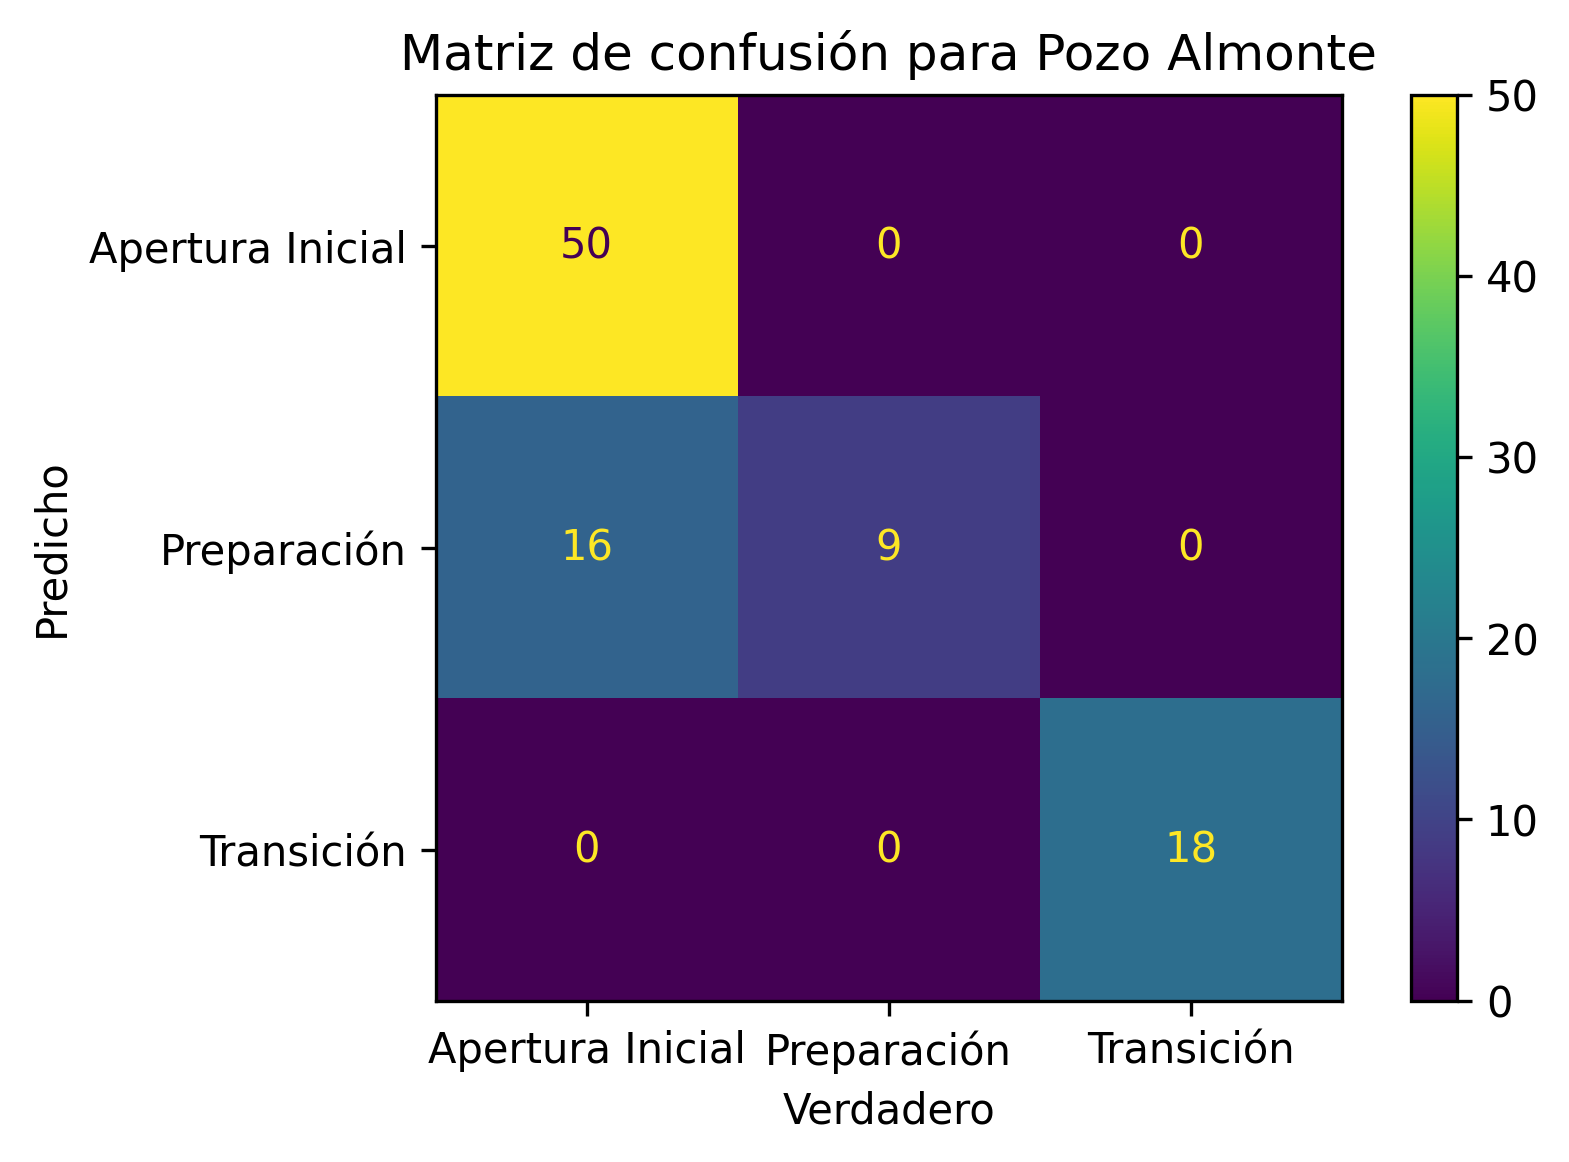 Matriz de confusión para Pozo Almonte
Predicho
Apertura Inicial
50
0
0
Preparación
16
9
0
Transición
0
0
18
Apertura Inicial
Preparación
Transición
Verdadero
50
40
30
20
10
0